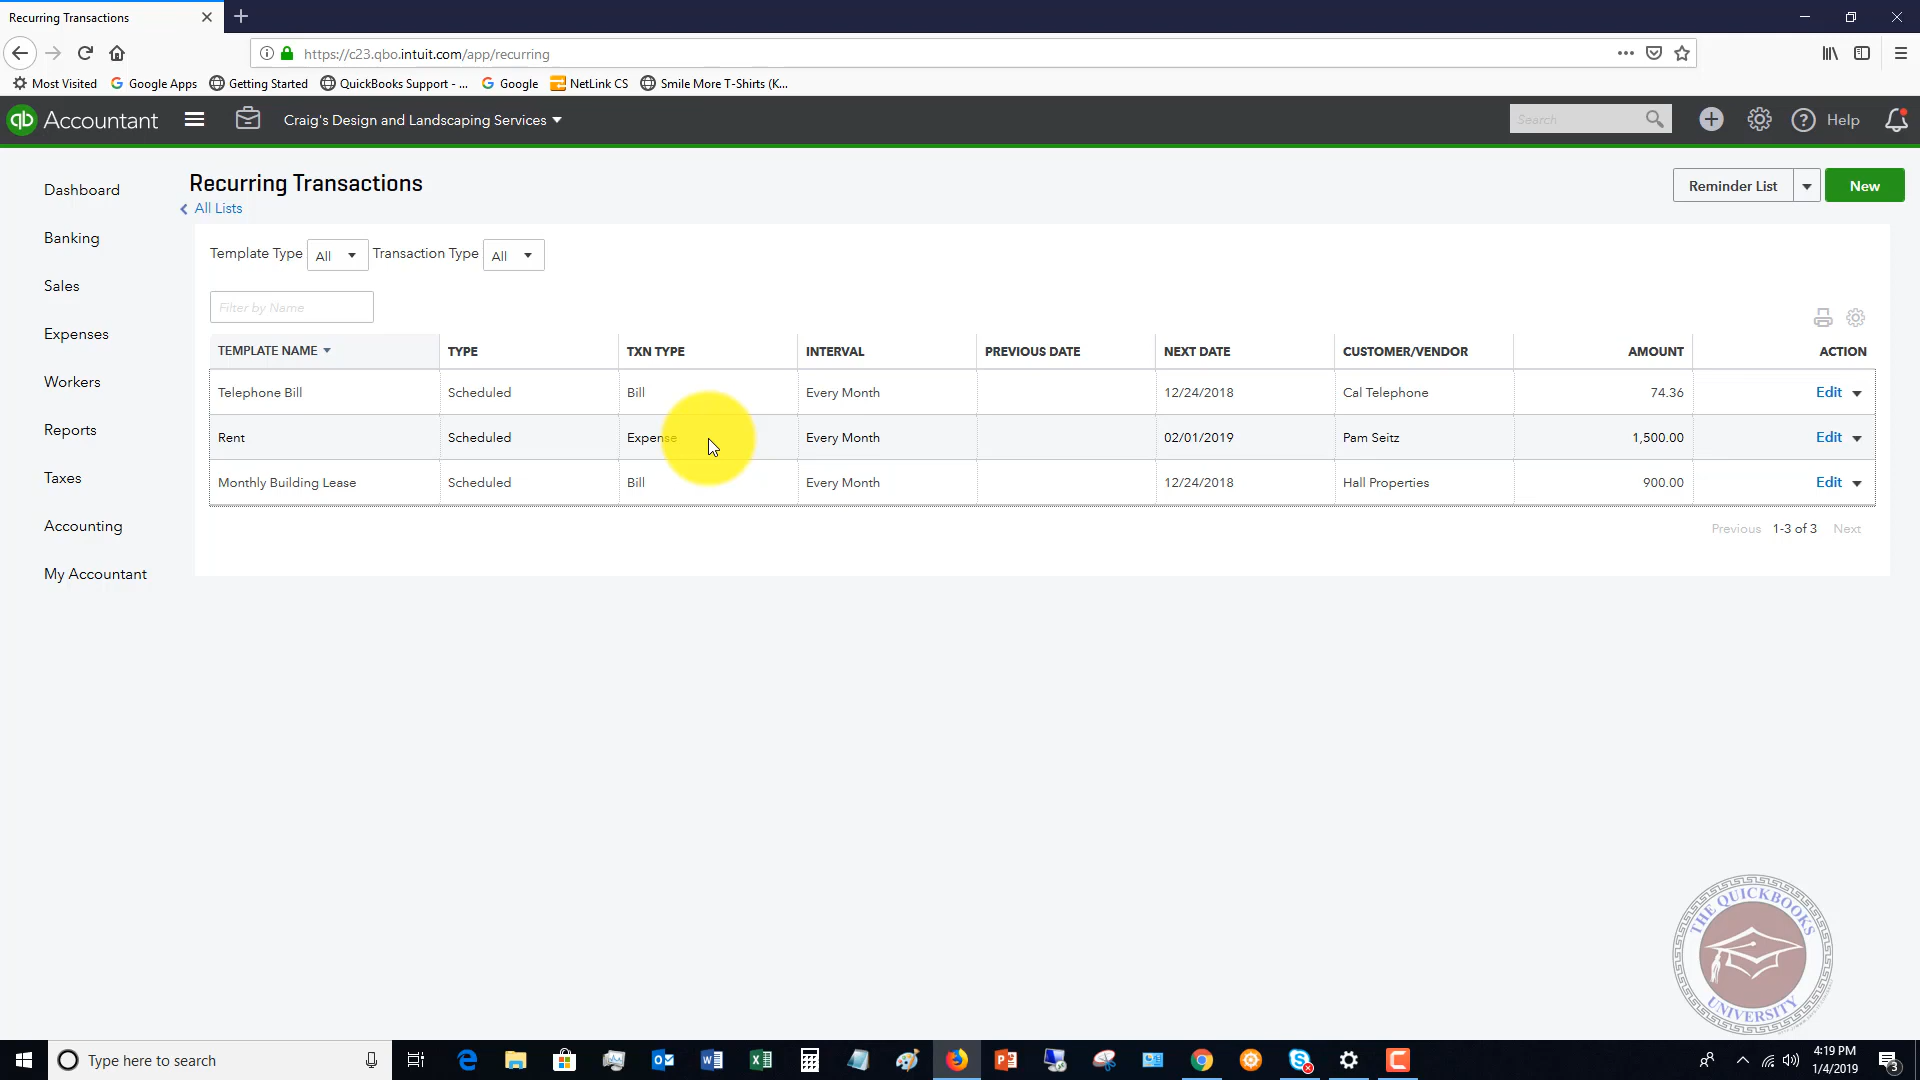 Recurring Transactions
https://c23.qbo.intuit.com/app/recurring
Most Visited Google Apps Getting Started QuickBooks Support - ... Google NetLink CS Smile More T-Shirts (K...
qb Accountant Craig's Design and Landscaping Services Search Help
Dashboard
Banking
Sales
Expenses
Workers
Reports
Taxes
Accounting
My Accountant
Recurring Transactions
All Lists
Reminder List New
Template Type All Transaction Type All
Filter by Name
TEMPLATE NAME TYPE TXN TYPE INTERVAL PREVIOUS DATE NEXT DATE CUSTOMER/VENDOR AMOUNT ACTION
Telephone Bill Scheduled Bill Every Month 12/24/2018 Cal Telephone 74.36 Edit
Rent Scheduled Expense Every Month 02/01/2019 Pam Seitz 1,500.00 Edit
Monthly Building Lease Scheduled Bill Every Month 12/24/2018 Hall Properties 900.00 Edit
Previous 1-3 of 3 Next
THE QUICKBOOKS
UNIVERSITY
Type here to search
4:19 PM
1/4/2019
3